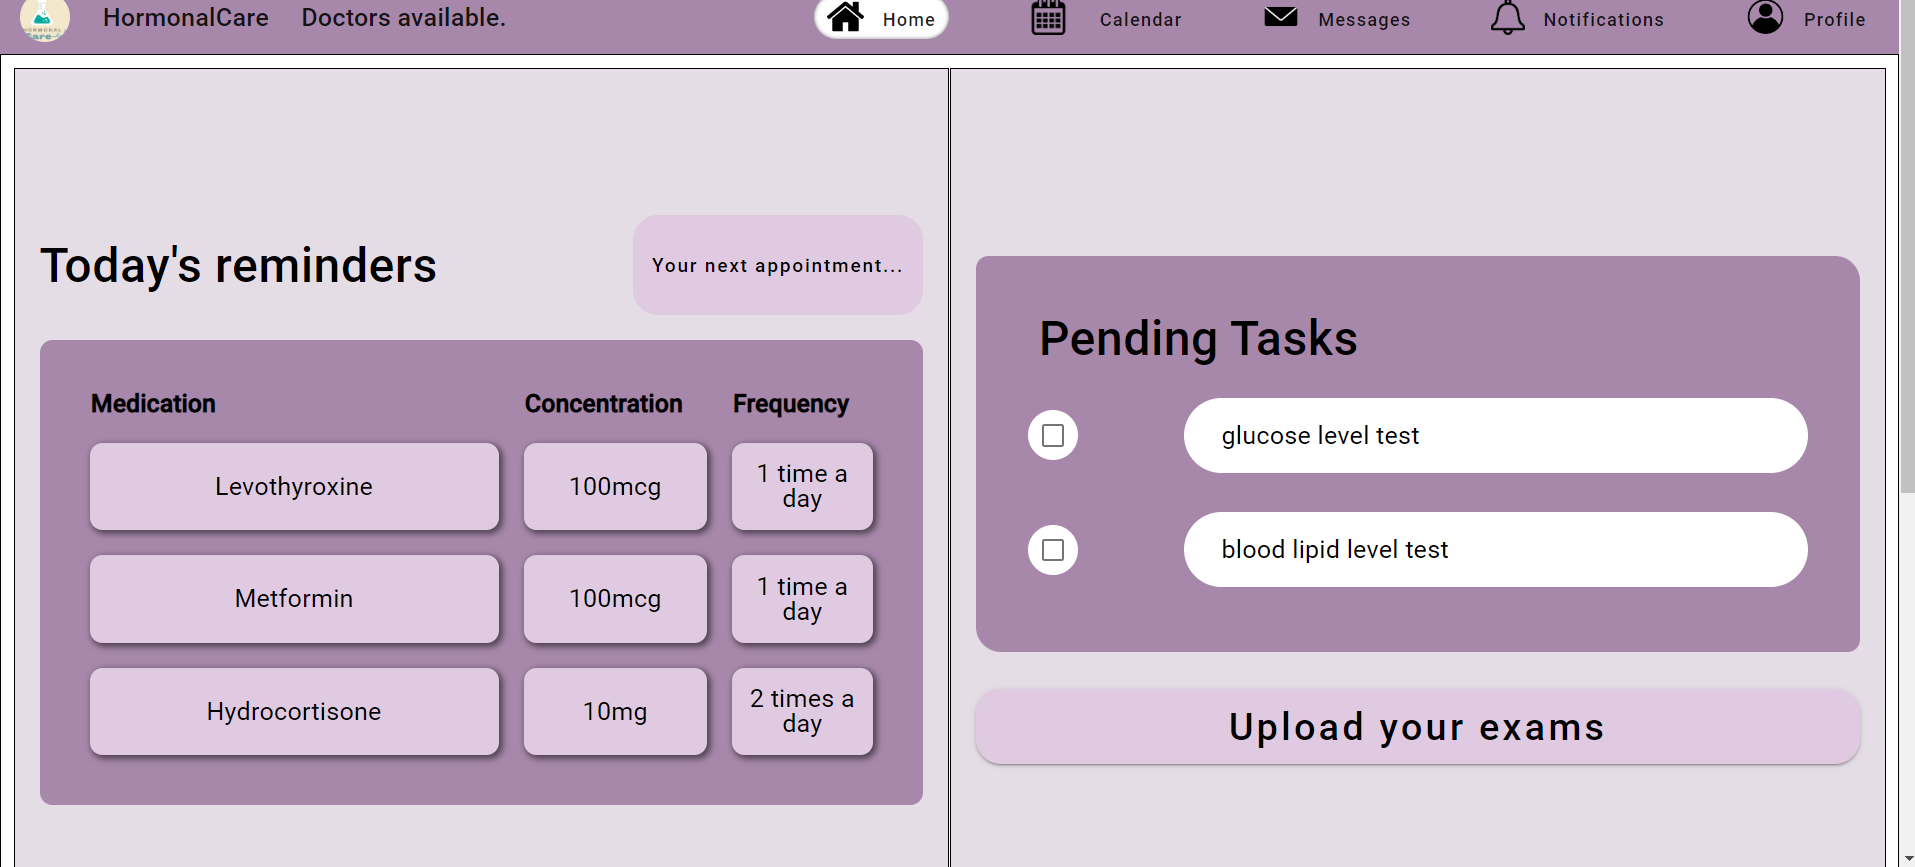 HORMONAL
Care
HormonalCare
Doctors available.
Home
Calendar
Messages
Notifications
Profile
Today's reminders
Your next appointment...
Medication
Concentration
Frequency
Levothyroxine
100mcg
1 time a
day
Metformin
100mcg
1 time a
day
Hydrocortisone
10mg
2 times a
day
Pending Tasks
glucose level test
blood lipid level test
Upload your exams